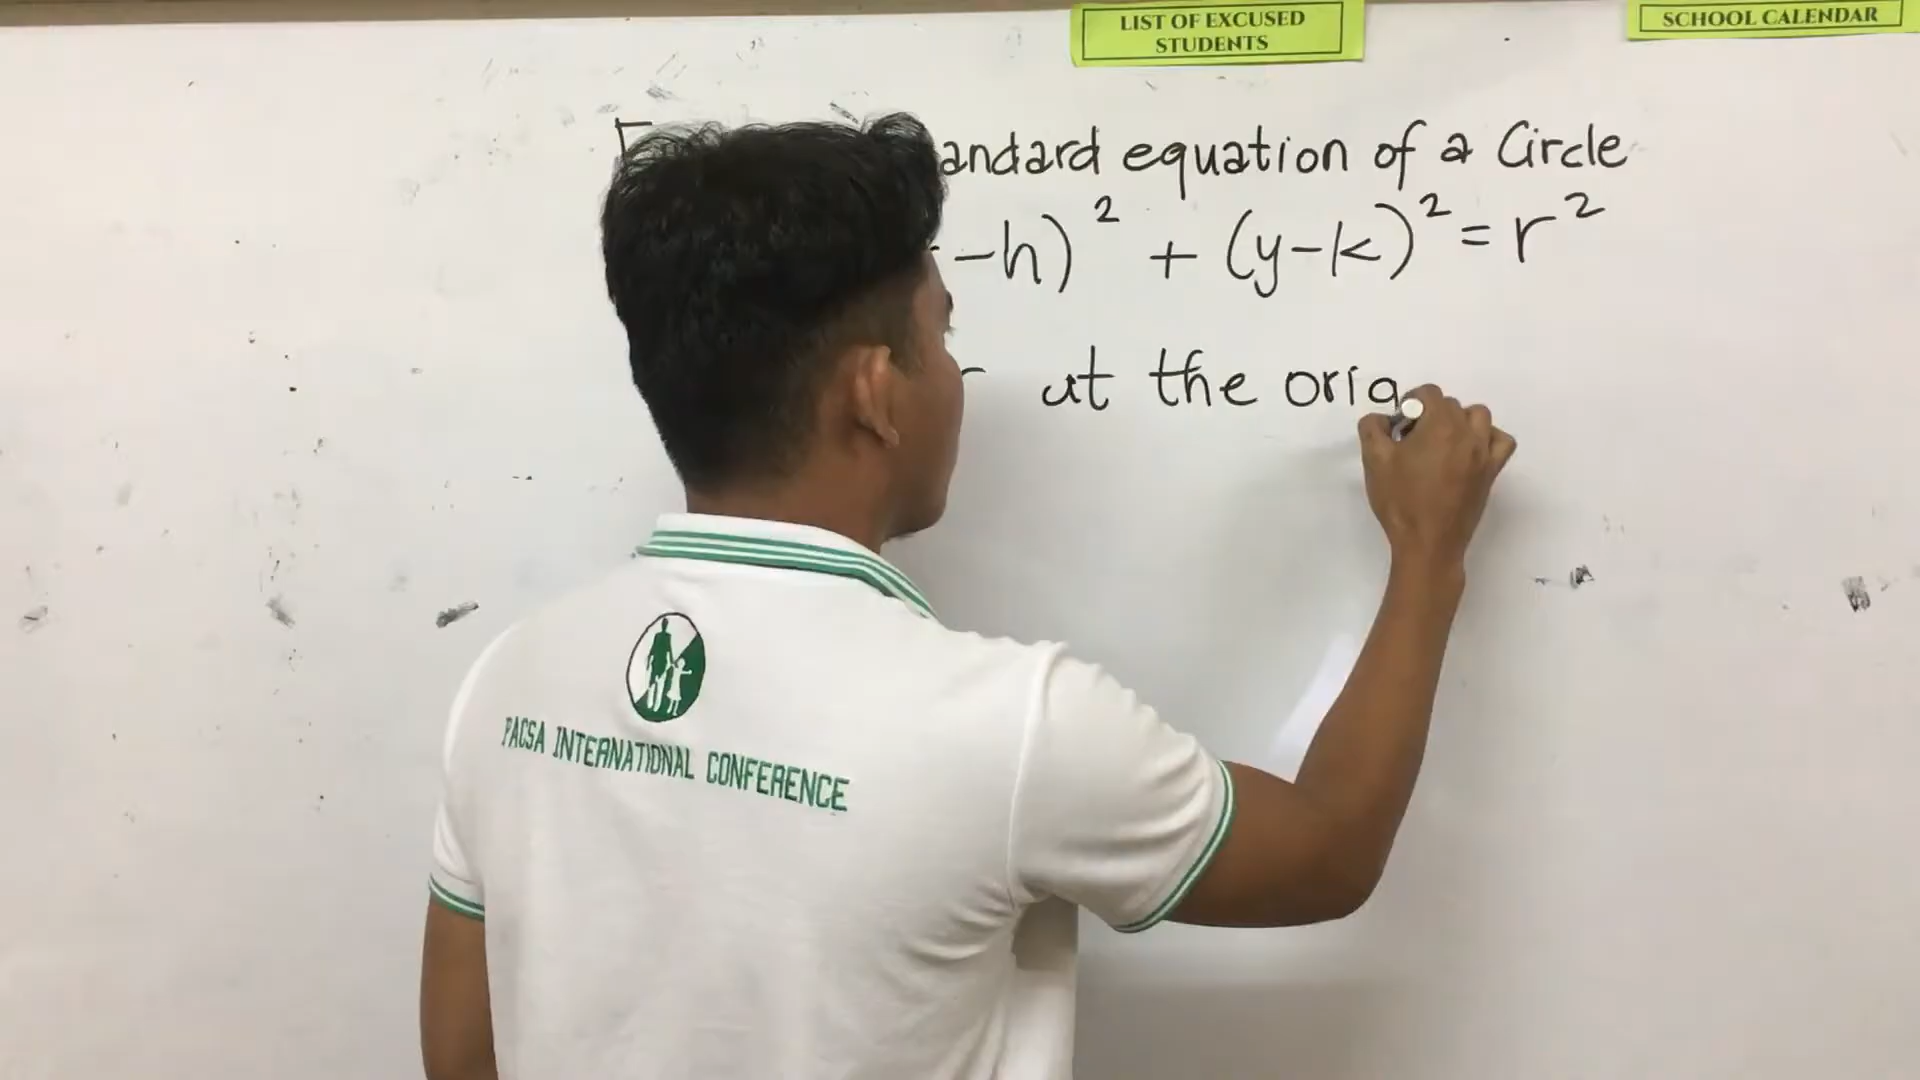 LIST OF EXCUSED
STUDENTS
SCHOOL CALENDAR
andard equation of a Circle
-h)² + (y-k)² = r²
at the orig
PACSA INTERNATIONAL CONFERENCE